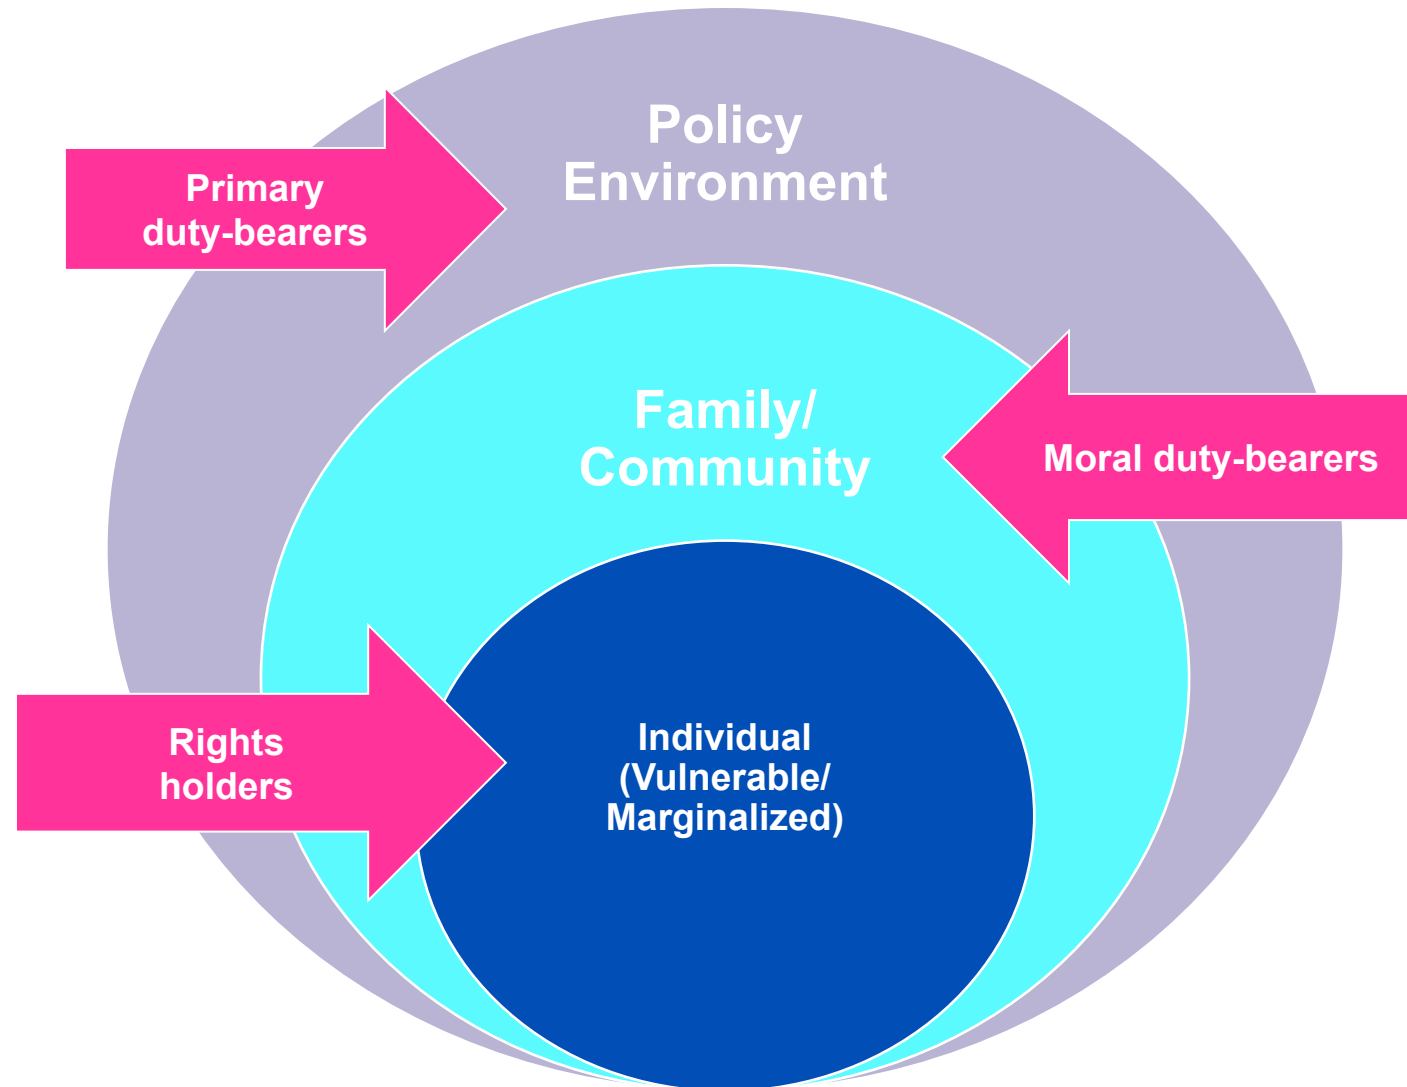 Policy
Environment
Primary
duty-bearers
Family/
Community
Moral duty-bearers
Rights
holders
Individual
(Vulnerable/
Marginalized)